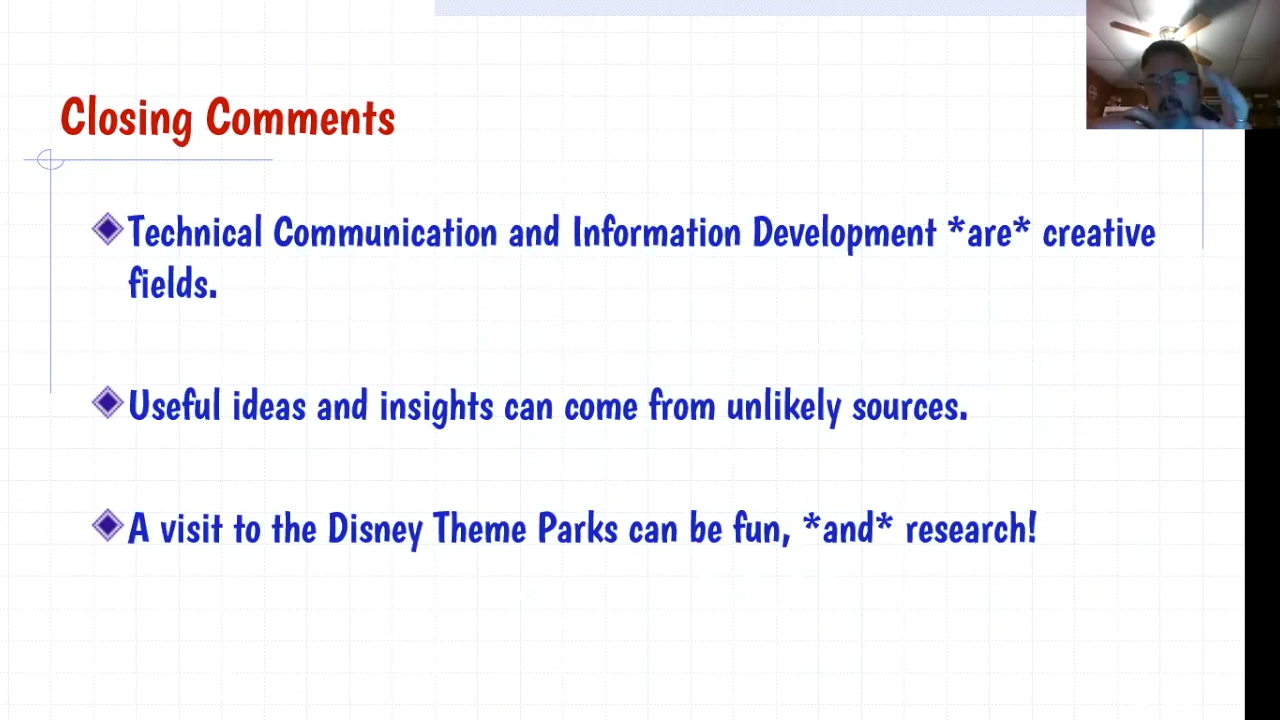 Closing Comments
Technical Communication and Information Development *are* creative
fields.
Useful ideas and insights can come from unlikely sources.
A visit to the Disney Theme Parks can be fun, *and* research!